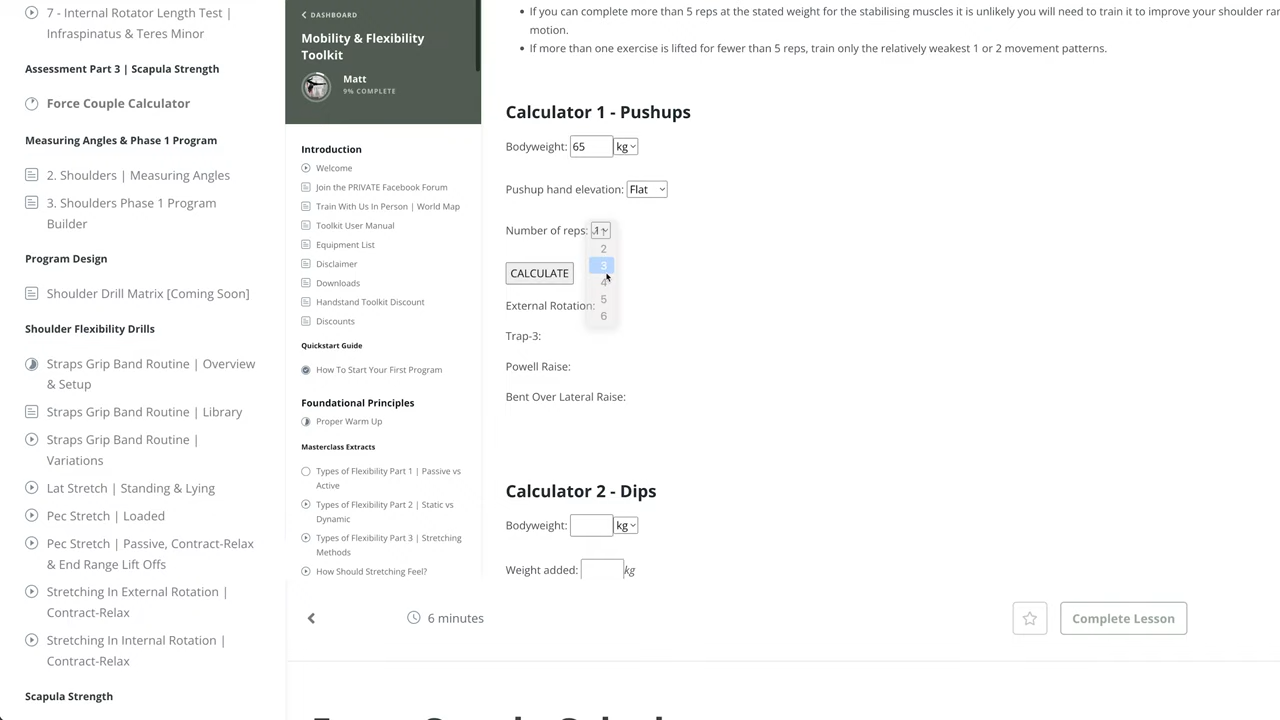 7 - Internal Rotator Length Test |
Infraspinatus & Teres Minor
Assessment Part 3 | Scapula Strength
Force Couple Calculator
Measuring Angles & Phase 1 Program
2. Shoulders | Measuring Angles
3. Shoulders Phase 1 Program
Builder
Program Design
Shoulder Drill Matrix [Coming Soon]
Shoulder Flexibility Drills
Straps Grip Band Routine | Overview
& Setup
Straps Grip Band Routine | Library
Straps Grip Band Routine |
Variations
Lat Stretch | Standing & Lying
Pec Stretch | Loaded
Pec Stretch | Passive, Contract-Relax
& End Range Lift Offs
Stretching In External Rotation |
Contract-Relax
Stretching In Internal Rotation |
Contract-Relax
Scapula Strength
DASHBOARD
Mobility & Flexibility
Toolkit
Matt
9% COMPLETE
Introduction
Welcome
Join the PRIVATE Facebook Forum
Train With Us In Person | World Map
Toolkit User Manual
Equipment List
Disclaimer
Downloads
Handstand Toolkit Discount
Discounts
Quickstart Guide
How To Start Your First Program
Foundational Principles
Proper Warm Up
Masterclass Extracts
Types of Flexibility Part 1 | Passive vs
Active
Types of Flexibility Part 2 | Static vs
Dynamic
Types of Flexibility Part 3 | Stretching
Methods
How Should Stretching Feel?
If you can complete more than 5 reps at the stated weight for the stabilising muscles it is unlikely you will need to train it to improve your shoulder
motion.
If more than one exercise is lifted for fewer than 5 reps, train only the relatively weakest 1 or 2 movement patterns.
Calculator 1 - Pushups
Bodyweight: 65 kg
Pushup hand elevation: Flat
Number of reps: 1
2
3
4
5
6
CALCULATE
External Rotation:
Trap-3:
Powell Raise:
Bent Over Lateral Raise:
Calculator 2 - Dips
Bodyweight: kg
Weight added: kg
6 minutes
Complete Lesson